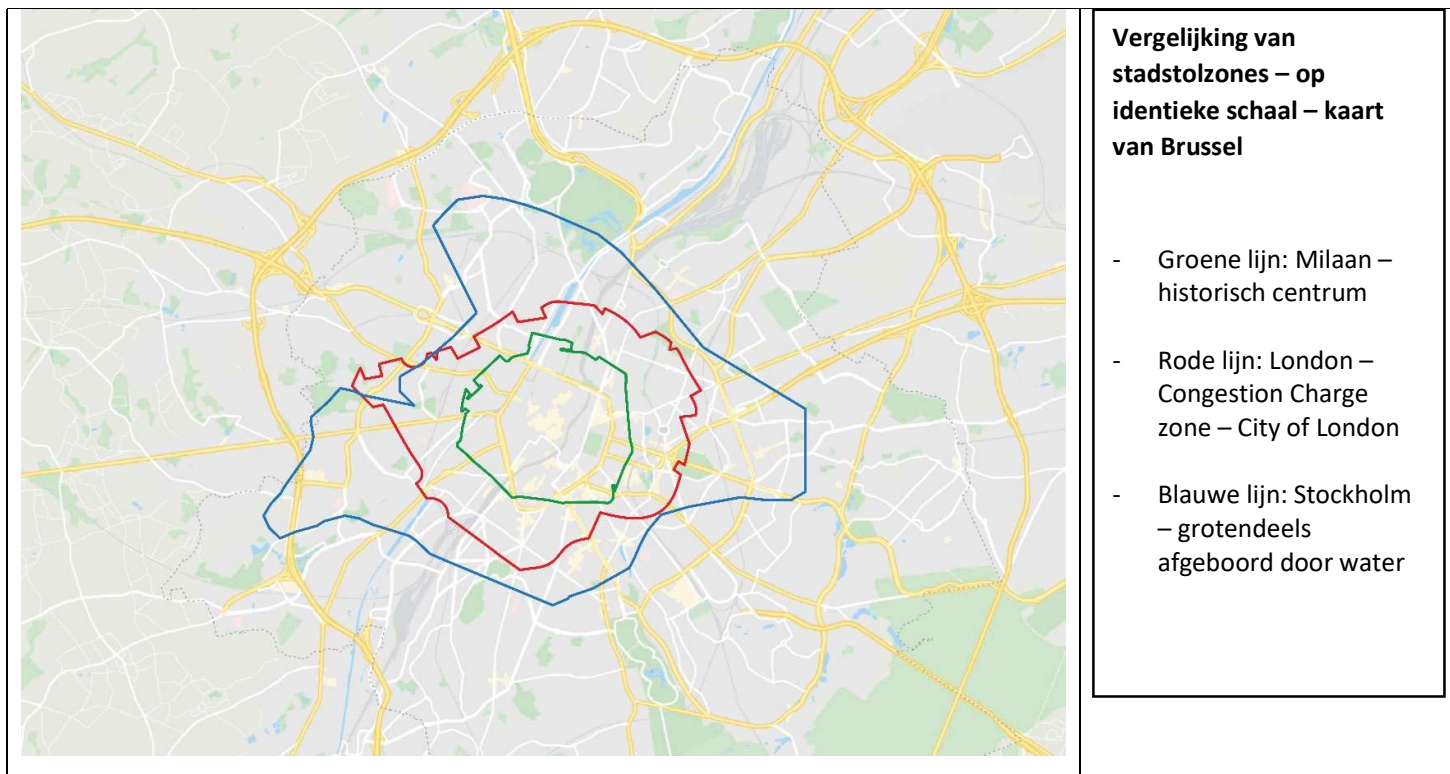 Vergelijking van
stadstolzones – op
identieke schaal – kaart
van Brussel
- Groene lijn: Milaan –
historisch centrum
- Rode lijn: London –
Congestion Charge
zone – City of London
- Blauwe lijn: Stockholm
– grotendeels
afgeboord door water